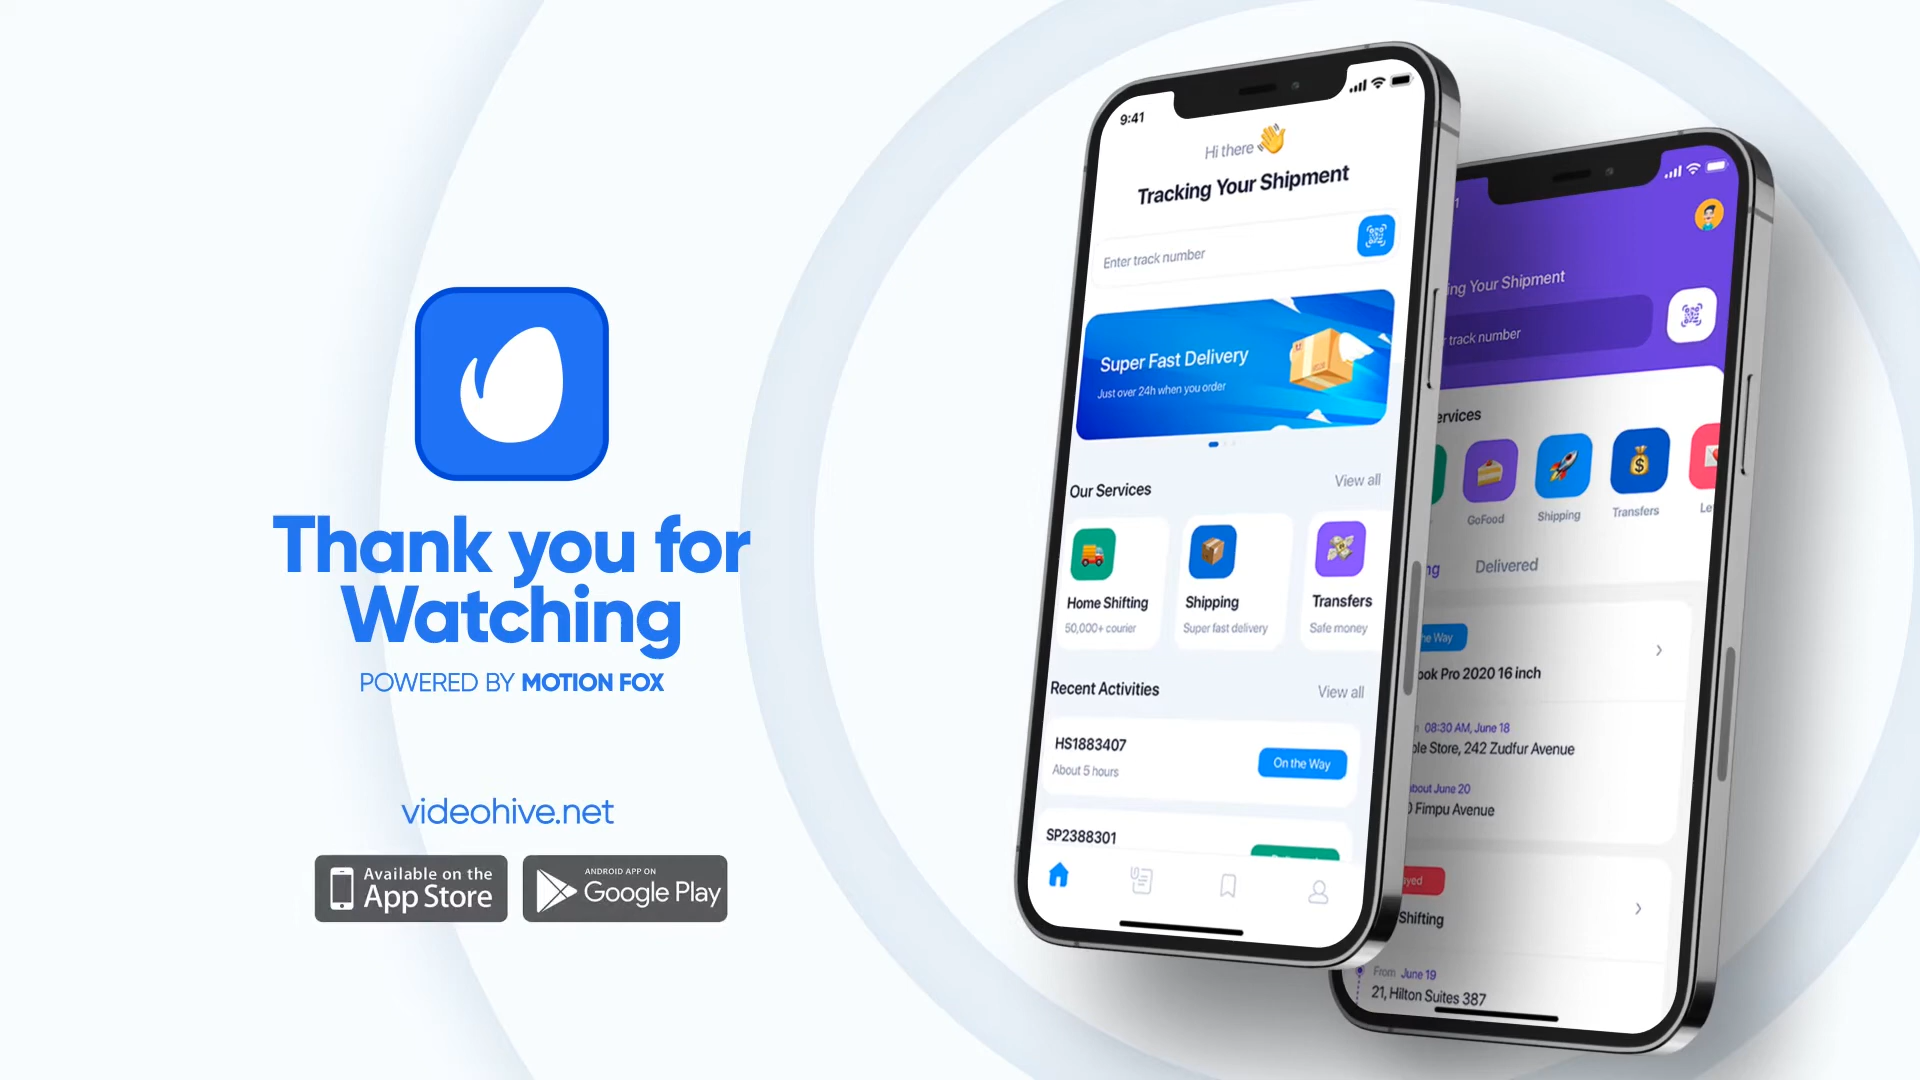 Thank you for
Watching
POWERED BY MOTION FOX
videohive.net
Available on the
App Store
ANDROID APP ON
Google Play
9:41
Hi there
Tracking Your Shipment
Enter track number
Super Fast Delivery
Just over 24h when you order
Our Services
View all
Home Shifting
50,000+ courier
Shipping
Super fast delivery
Transfers
Safe money
Recent Activities
View all
HS1883407
About 5 hours
On the Way
SP2388301
Your Shipment
track number
GoFood
Shipping
Transfers
Delivered
Way
Pro 2020 16 inch
08:30 AM, June 18
Store, 242 Zudfur Avenue
June 20
Fimpu Avenue
Shifting
From June 19
21, Hilton Suites 387